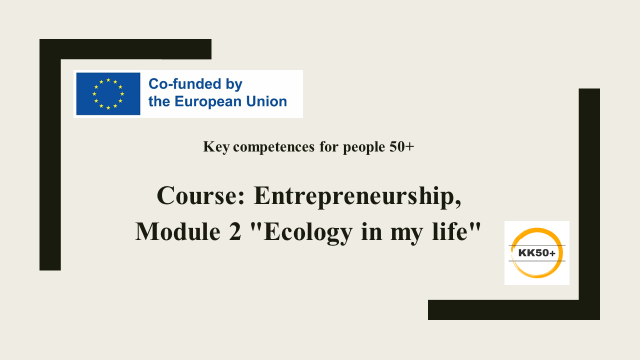 Co-funded by
the European Union
Key competences for people 50+
Course: Entrepreneurship,
Module 2 "Ecology in my life"
KK50+